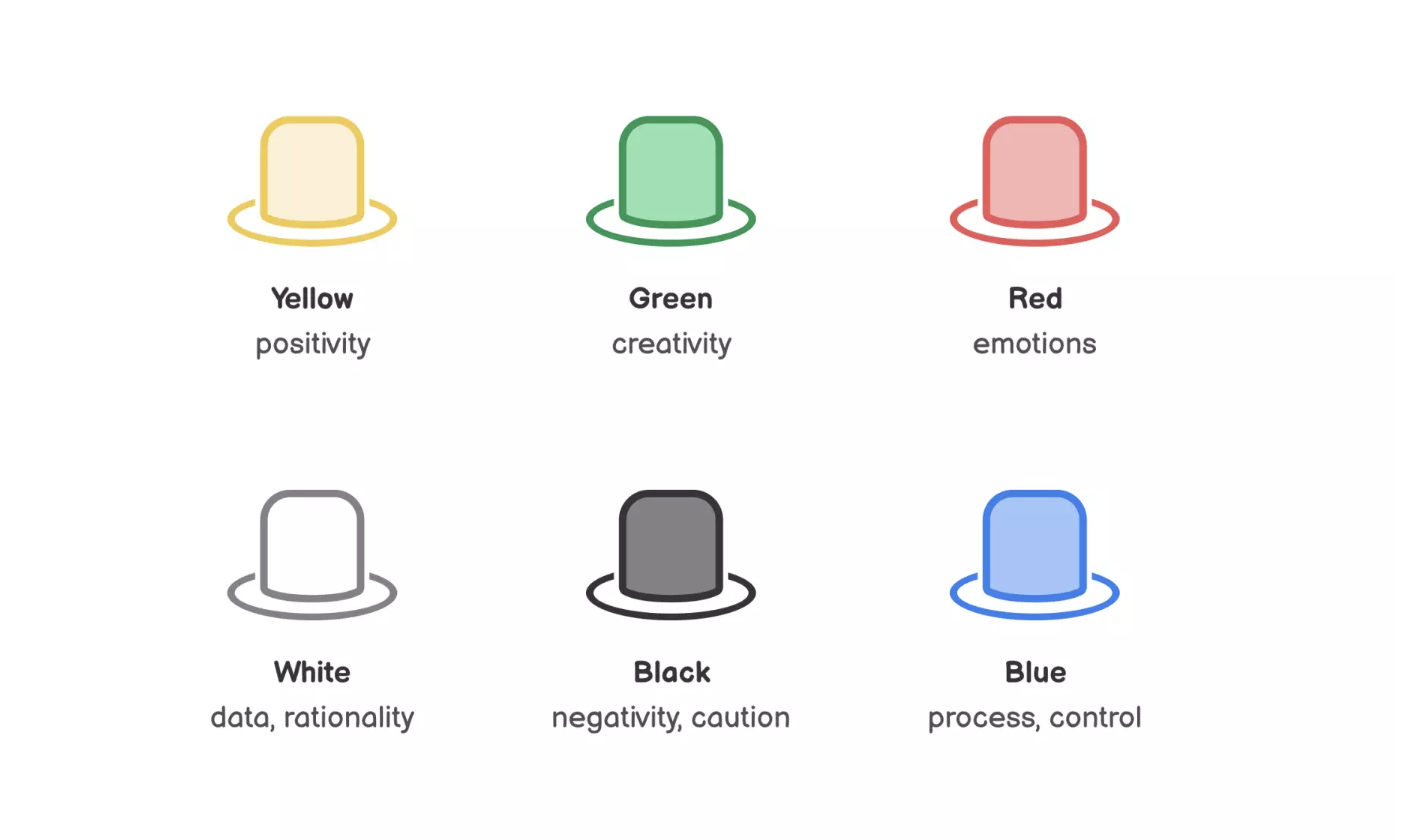 Yellow
positivity
Green
creativity
Red
emotions
White
data, rationality
Black
negativity, caution
Blue
process, control